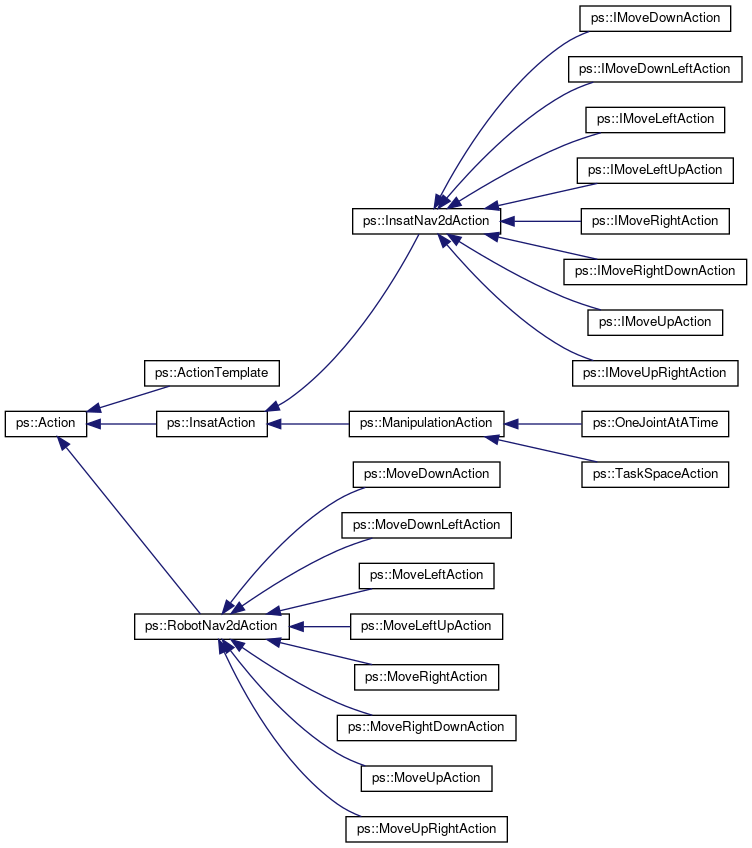 ps::IMoveDownAction
ps::IMoveDownLeftAction
ps::IMoveLeftAction
ps::IMoveLeftUpAction
ps::InsatNav2dAction
ps::IMoveRightAction
ps::IMoveRightDownAction
ps::IMoveUpAction
ps::ActionTemplate
ps::IMoveUpRightAction
ps::Action
ps::InsatAction
ps::ManipulationAction
ps::OneJointAtATime
ps::MoveDownAction
ps::TaskSpaceAction
ps::MoveDownLeftAction
ps::MoveLeftAction
ps::RobotNav2dAction
ps::MoveLeftUpAction
ps::MoveRightAction
ps::MoveRightDownAction
ps::MoveUpAction
ps::MoveUpRightAction